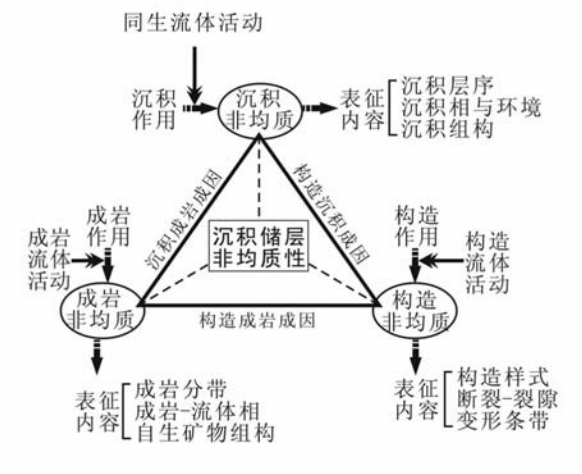 同生流体活动
沉积
作用
沉积
非均质
表征
内容
沉积层序
沉积相与环境
沉积组构
沉积成岩成因
构造沉积成因
沉积储层
非均质性
成岩
作用
成岩
流体
活动
构造
作用
构造
流体
活动
成岩
非均质
构造成岩成因
构造
非均质
表征
内容
成岩分带
成岩-流体相
自生矿物组构
表征
内容
构造样式
断裂-裂隙
变形条带